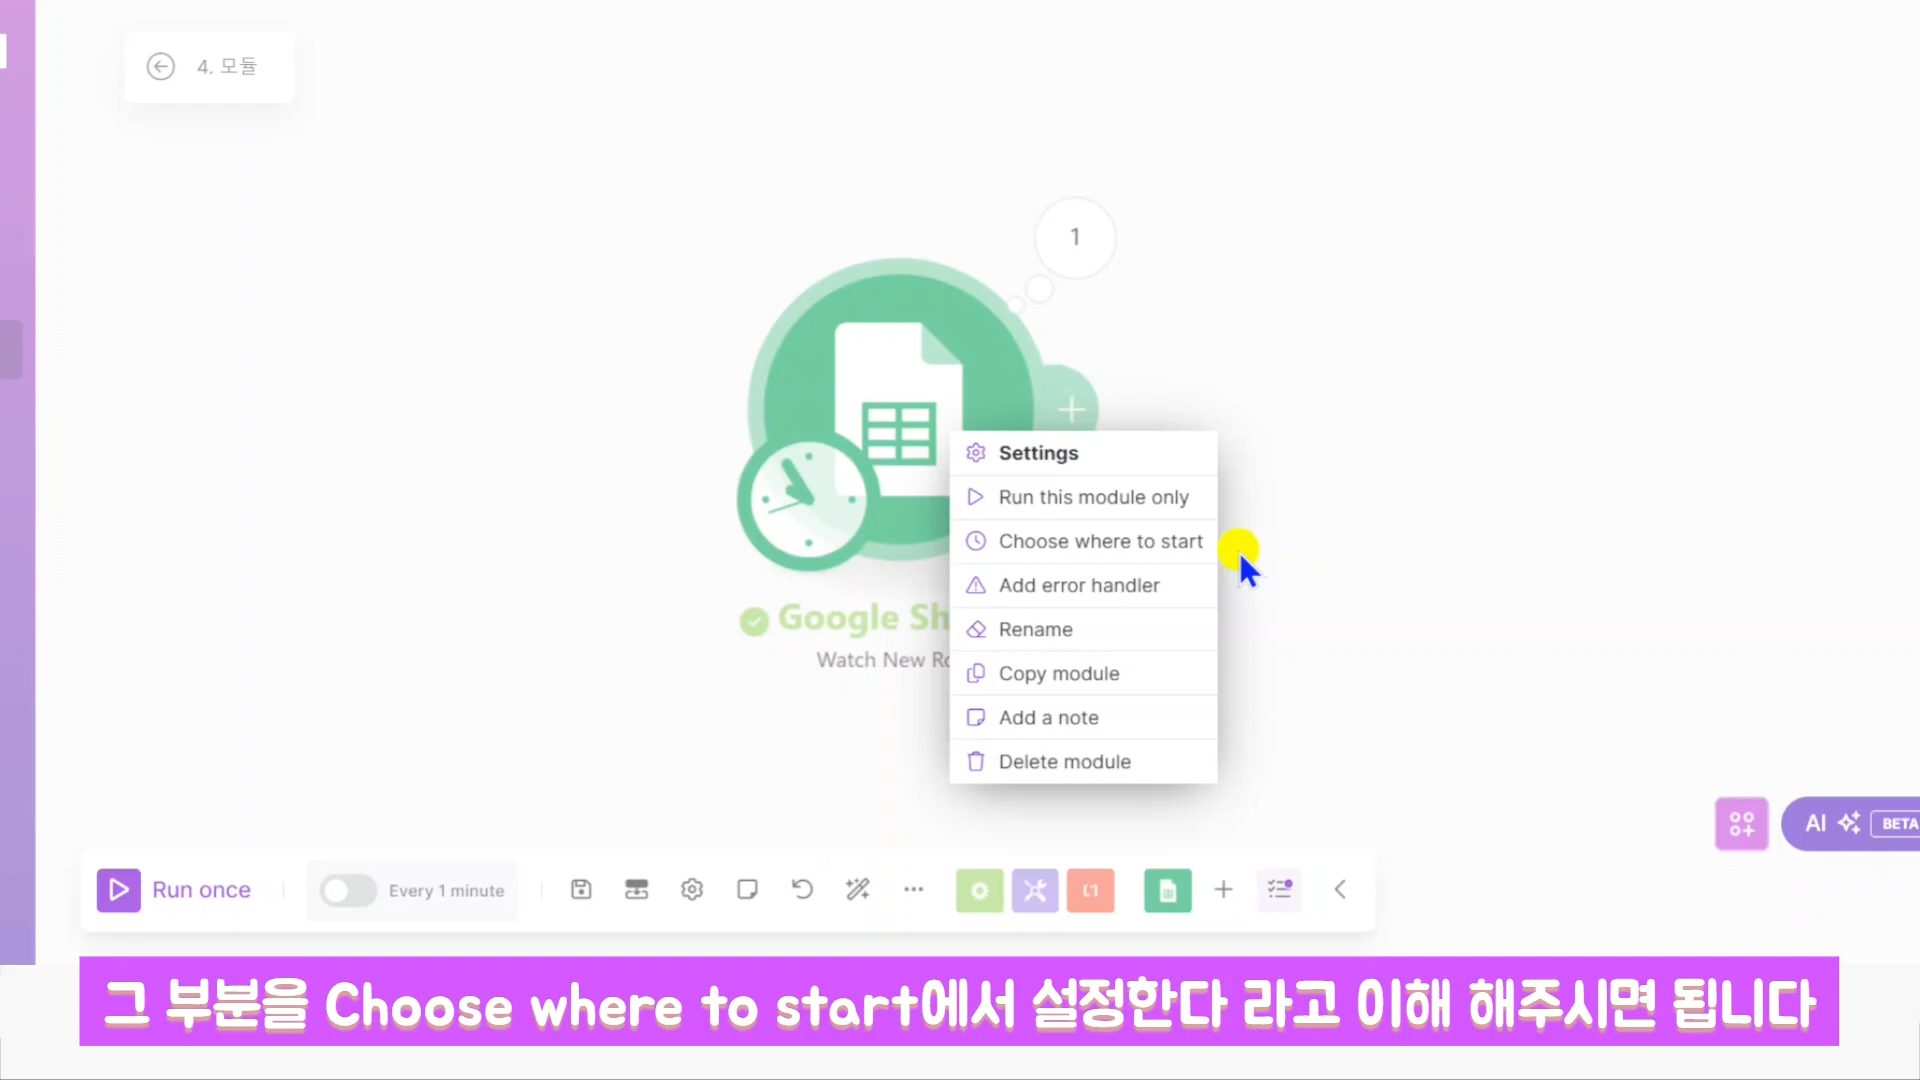 4. 모듈
1
Settings
Run this module only
Choose where to start
Add error handler
Rename
Copy module
Add a note
Delete module
Google Sh
Watch New Ro
AI BETA
Run once
Every 1 minute
그 부분을 Choose where to start에서 설정한다 라고 이해 해주시면 됩니다